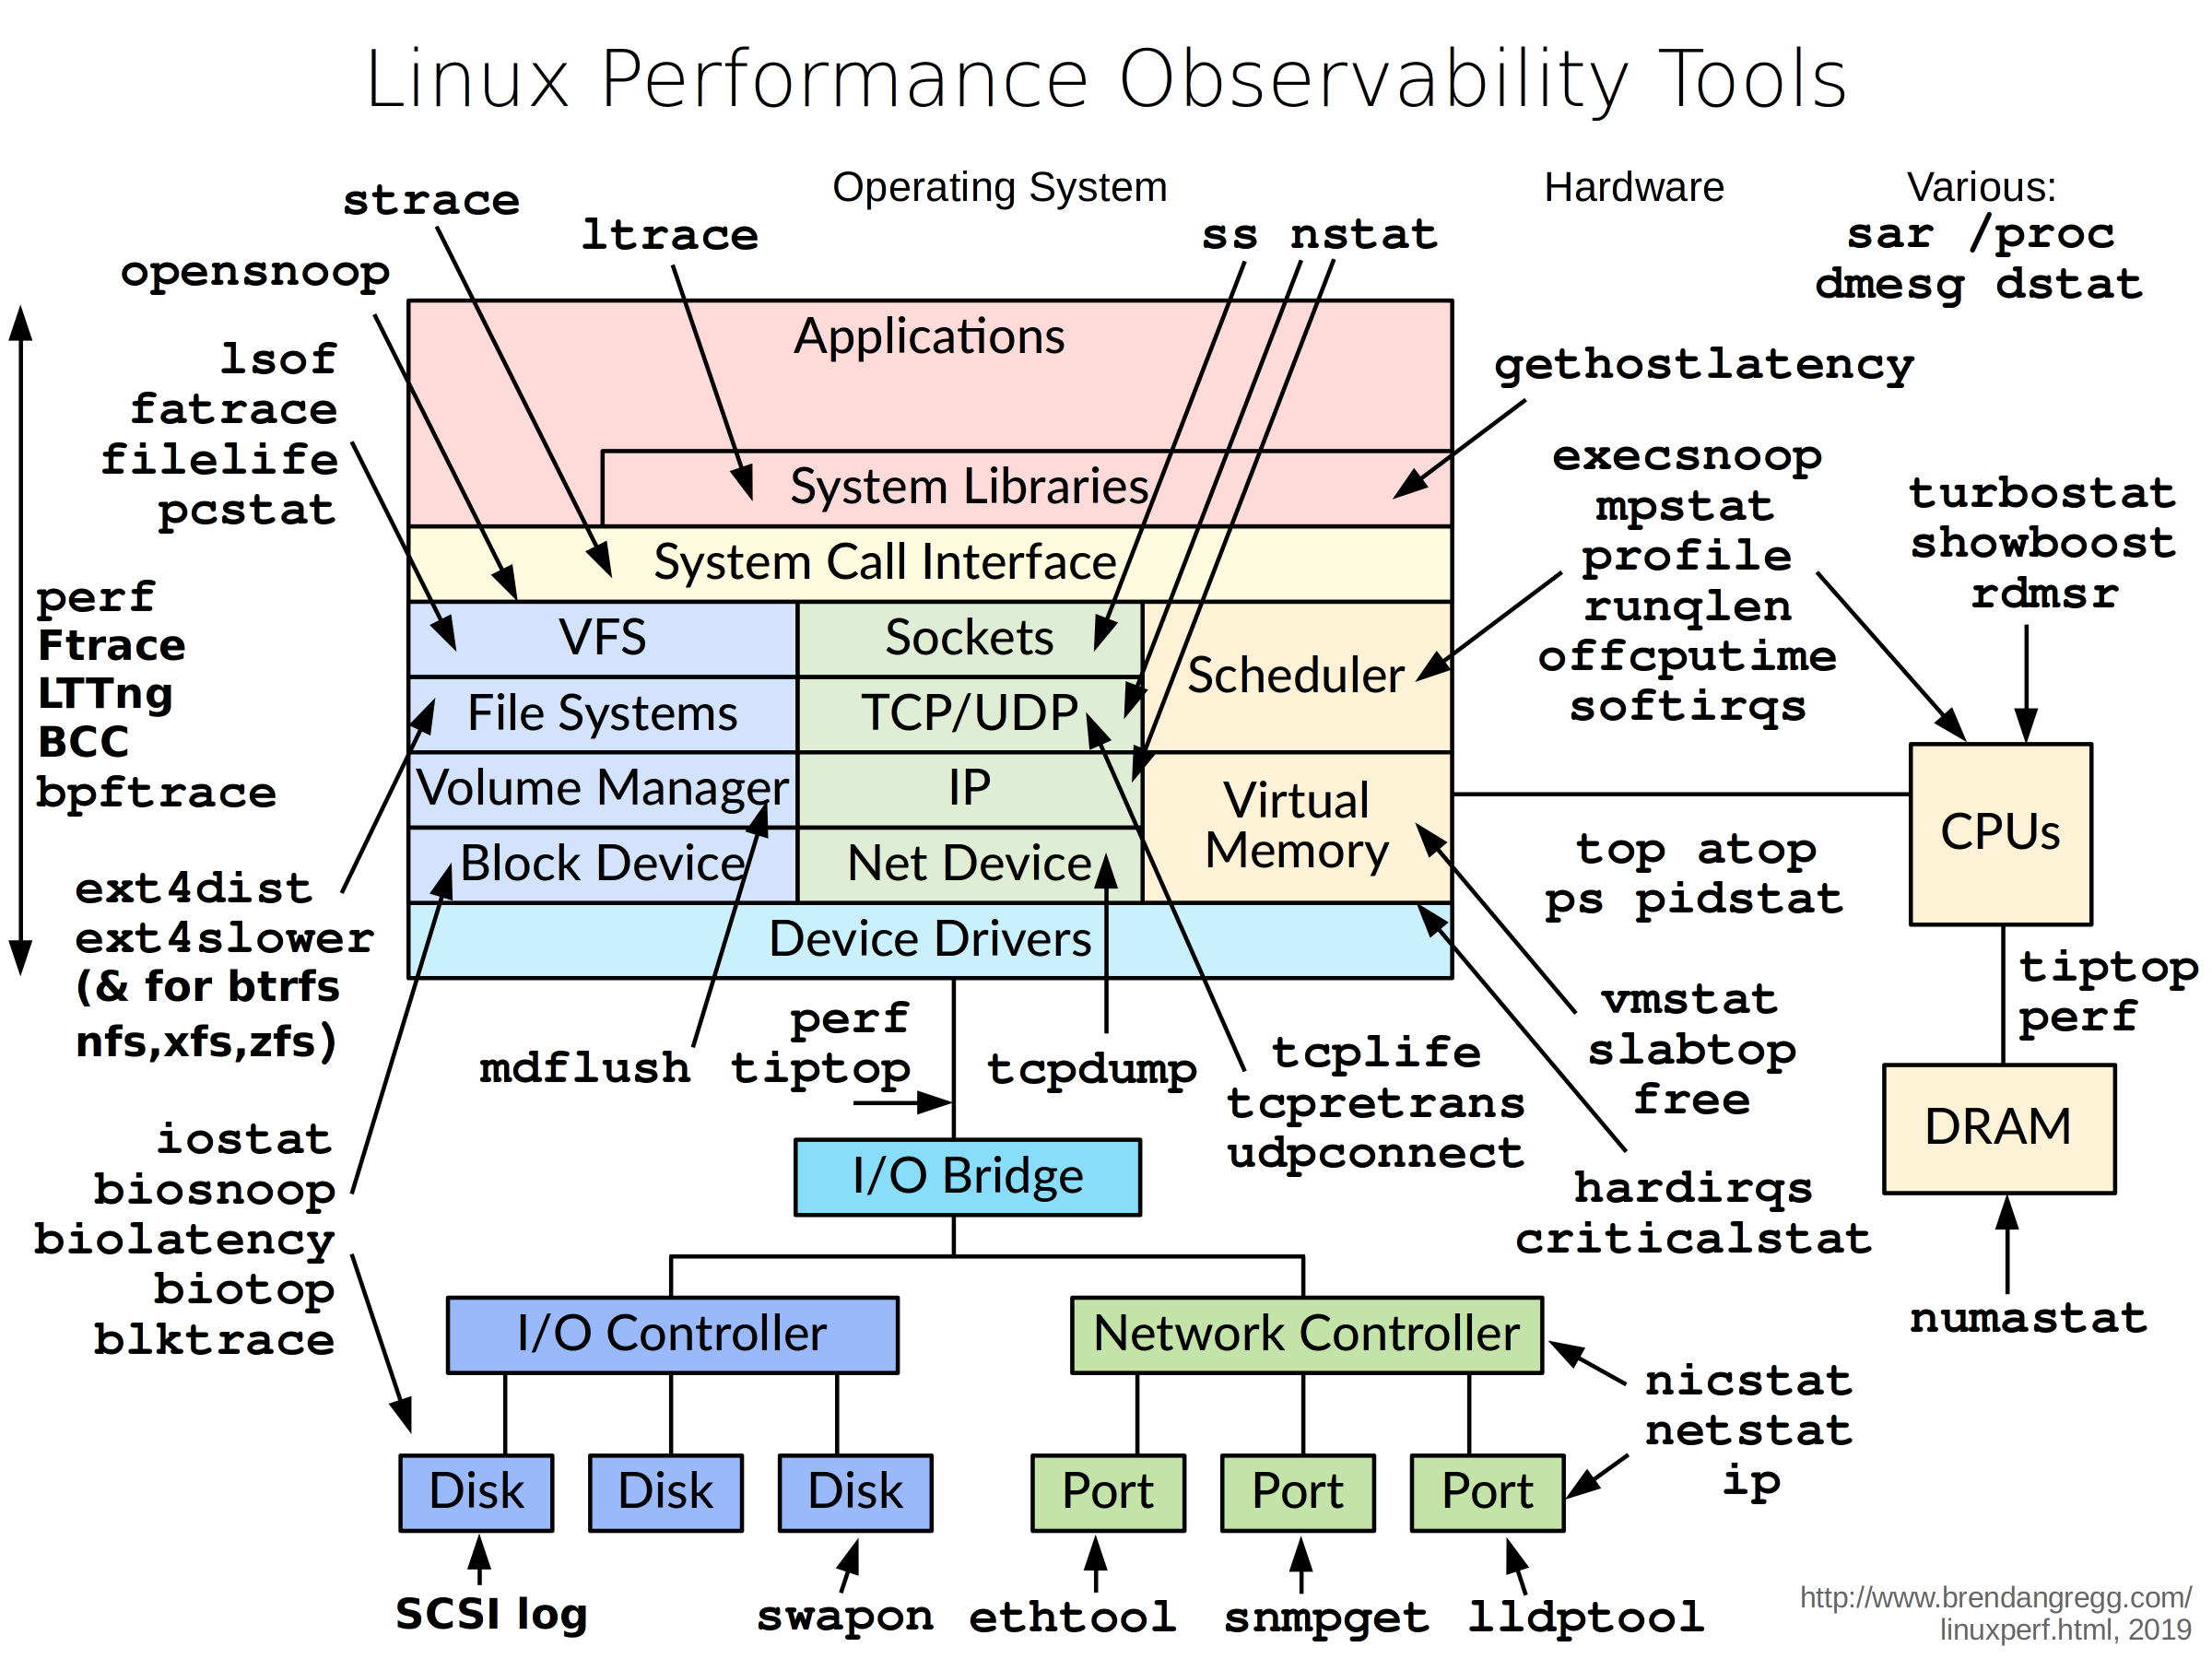 Linux Performance Observability Tools
Operating System
Hardware
Various:
strace
ltrace
ss nstat
sar /proc
dmesg dstat
opensnoop
lsof
fatrace
filelife
pcstat
perf
Ftrace
LTTng
BCC
bpftrace
ext4dist
ext4slower
(& for btrfs
nfs,xfs,zfs)
iostat
biosnoop
biolatency
biotop
blktrace
Applications
System Libraries
System Call Interface
VFS
Sockets
Scheduler
File Systems
TCP/UDP
Volume Manager
IP
Virtual
Memory
Block Device
Net Device
Device Drivers
gethostlatency
execsnoop
mpstat
profile
runqlen
offcputime
softirqs
turbostat
showboost
rdmsr
CPUs
top atop
ps pidstat
tiptop
perf
vmstat
slabtop
free
DRAM
hardirqs
criticalstat
numastat
mdflush
perf
tiptop
tcpdump
tcplife
tcpretrans
udpconnect
I/O Bridge
I/O Controller
Network Controller
nicstat
netstat
ip
Disk
Disk
Disk
Port
Port
Port
SCSI log
swapon
ethtool
snmpget
lldptool
http://www.brendangregg.com/
linuxperf.html, 2019